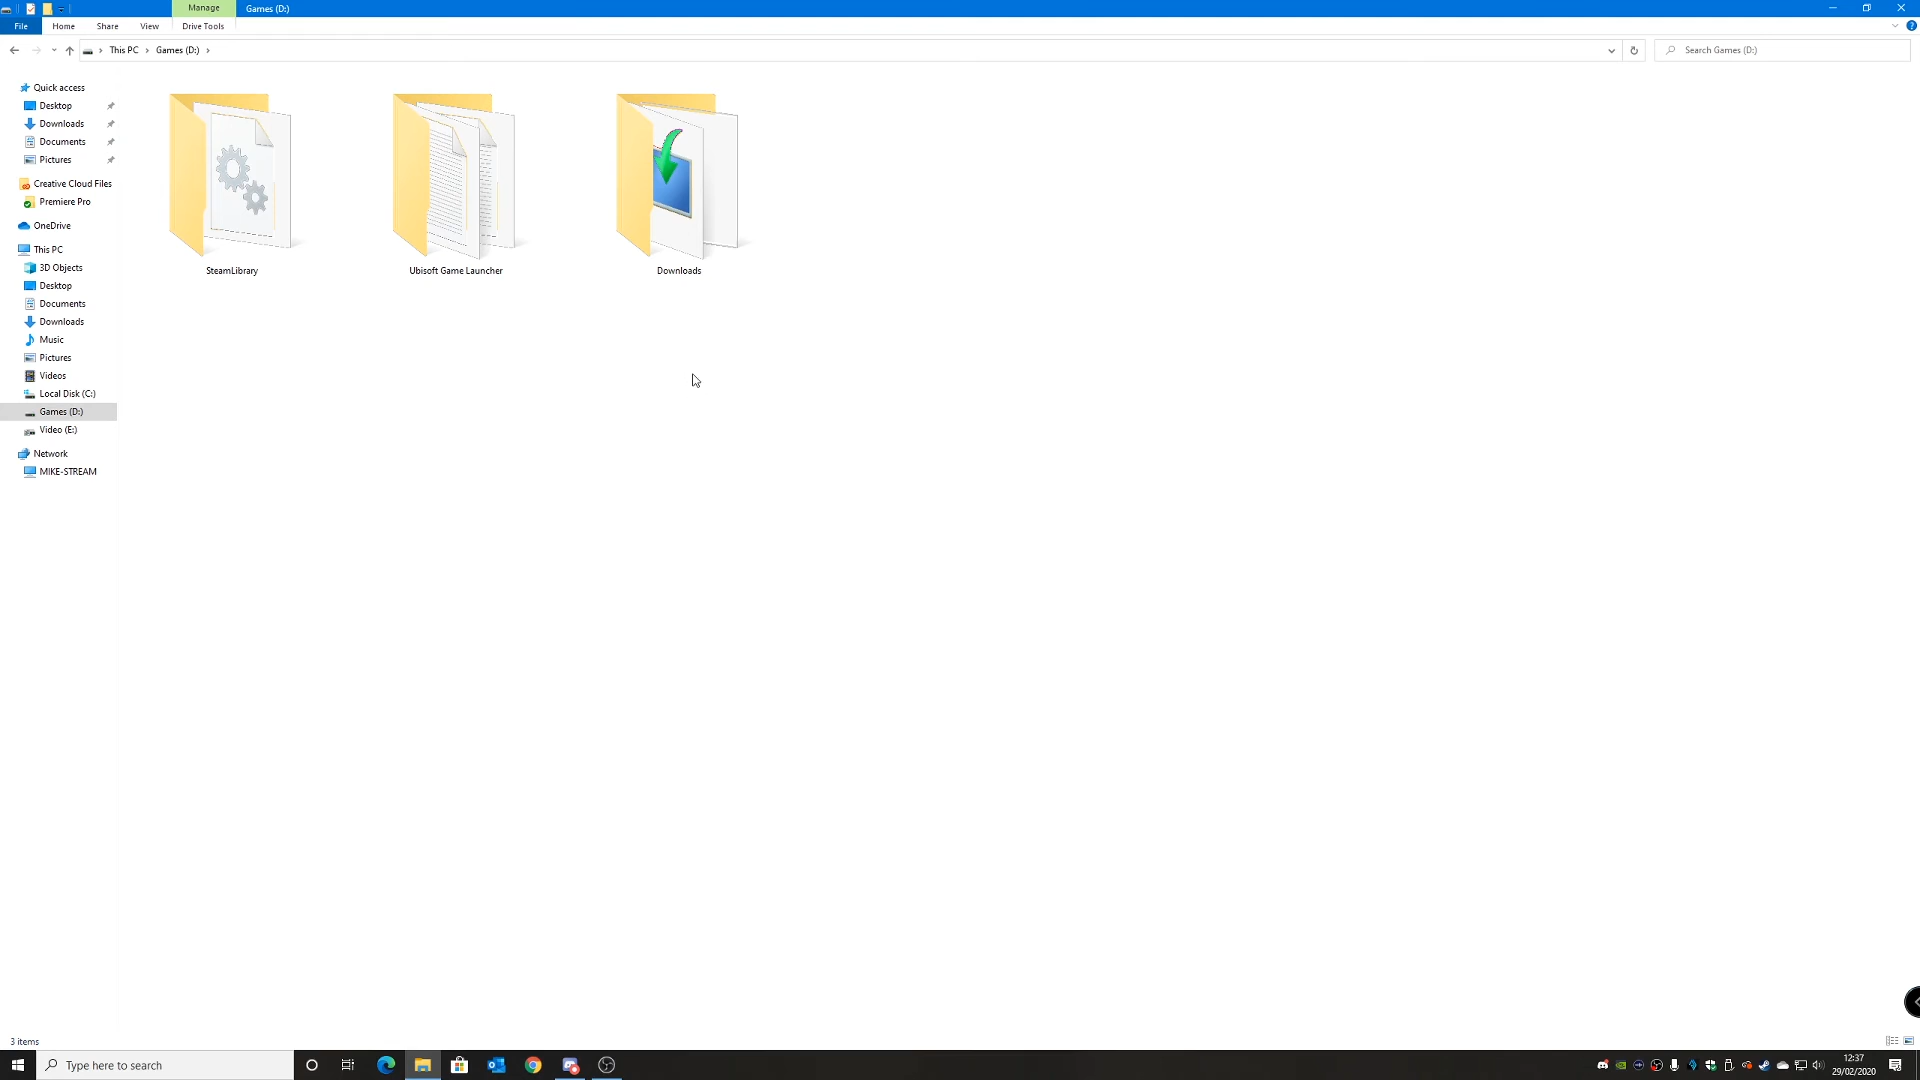 Manage
Games (D:)
File
Home
Share
View
Drive Tools
This PC
Games (D:)
Search Games (D:)
Quick access
Desktop
Downloads
Documents
Pictures
Creative Cloud Files
Premiere Pro
OneDrive
This PC
3D Objects
Desktop
Documents
Downloads
Music
Pictures
Videos
Local Disk (C:)
Games (D:)
Video (E:)
Network
MIKE-STREAM
SteamLibrary
Ubisoft Game Launcher
Downloads
3 items
Type here to search
12:37
29/02/2020